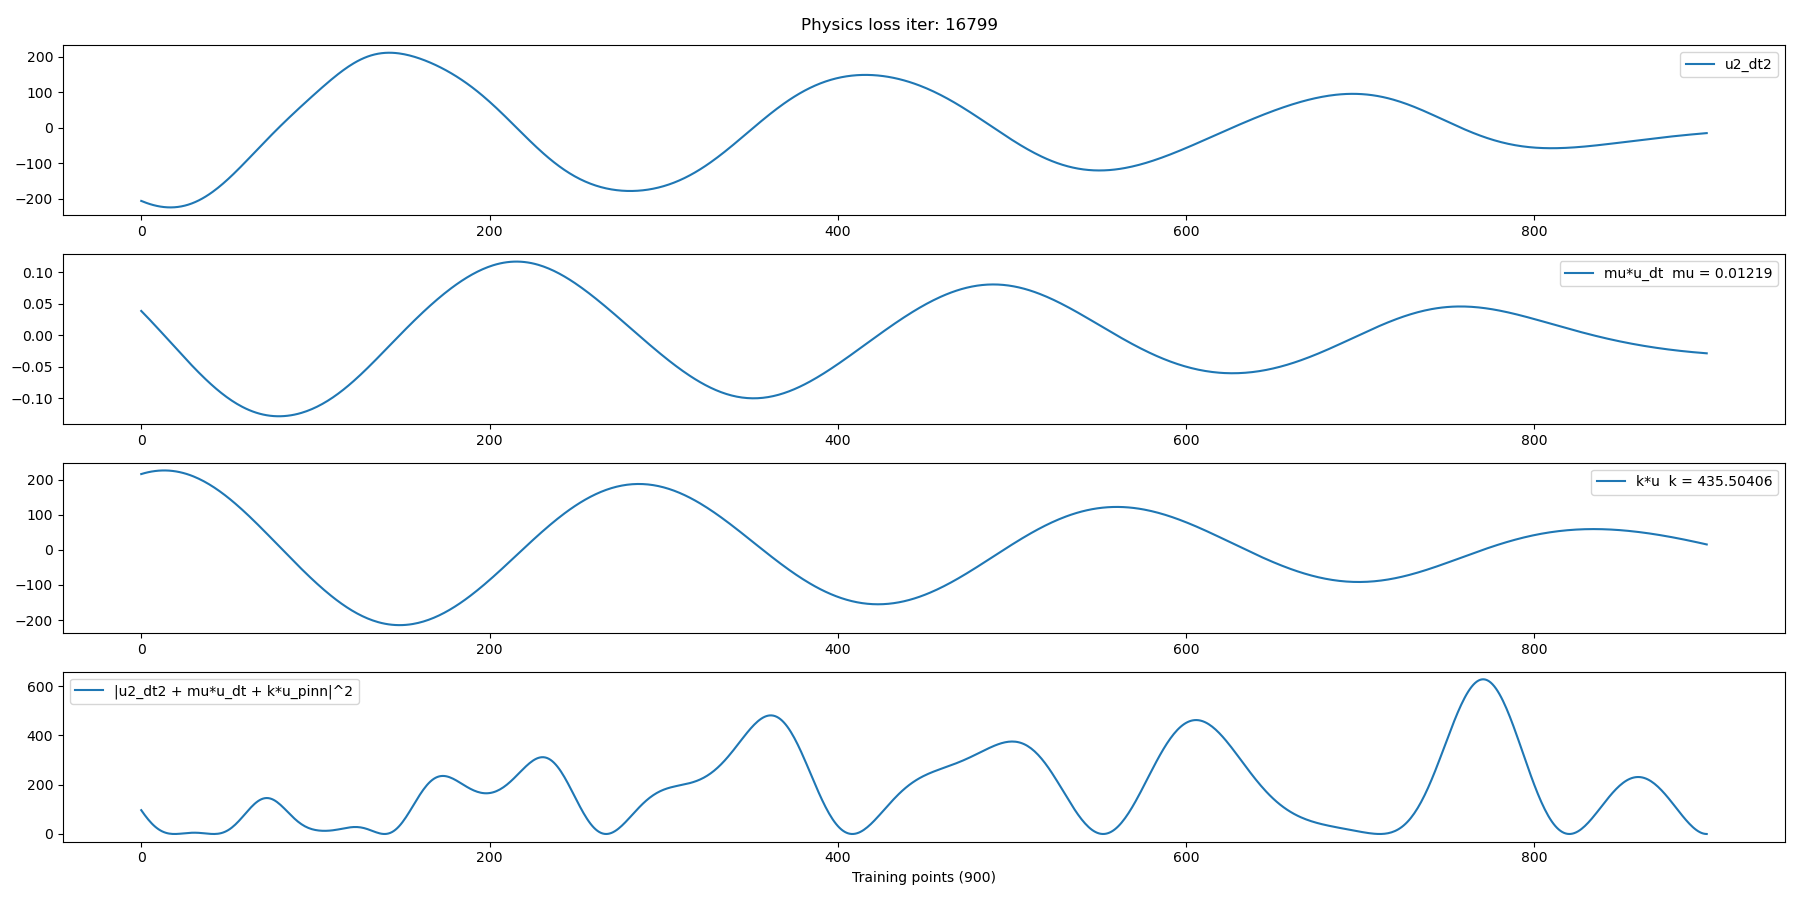 Physics loss iter: 16799
200
100
0
−100
−200
u2_dt2
0 200 400 600 800
0.10
0.05
0.00
−0.05
−0.10
mu*u_dt  mu = 0.01219
0 200 400 600 800
200
100
0
−100
−200
k*u  k = 435.50406
0 200 400 600 800
600
400
200
0
|u2_dt2 + mu*u_dt + k*u_pinn|^2
0 200 400 600 800
Training points (900)